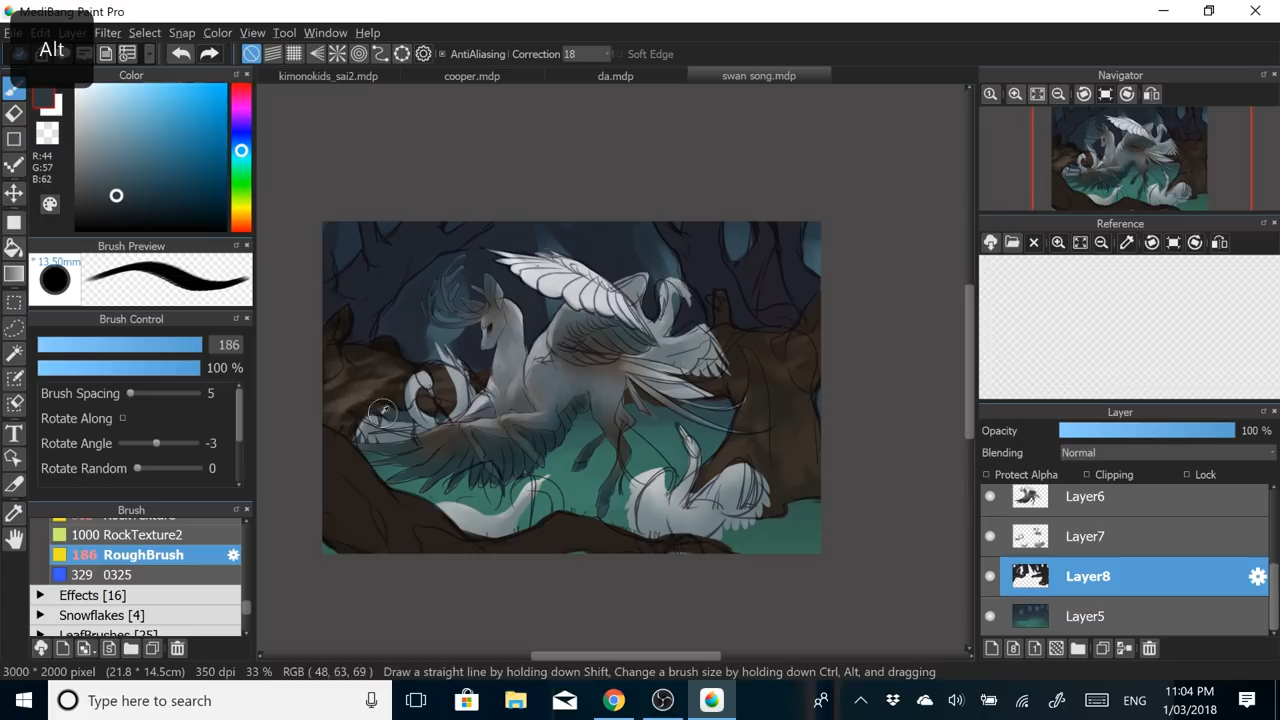 MediBang Paint Pro
File Edit Layer Filter Select Snap Color View Tool Window Help
Alt
AntiAliasing Correction 18 Soft Edge
Color
kimonokids_sai2.mdp cooper.mdp da.mdp swan song.mdp
Navigator
R:44
G:57
B:62
Reference
Brush Preview
* 13.50mm
Brush Control
186
100 %
Brush Spacing 5
Rotate Along
Rotate Angle -3
Rotate Random 0
Layer
Opacity 100 %
Blending Normal
Protect Alpha Clipping Lock
Layer6
Layer7
Layer8
Layer5
Brush
RockTexture
1000 RockTexture2
186 RoughBrush
329 0325
Effects [16]
Snowflakes [4]
LeafBrushes [25]
3000 * 2000 pixel (21.8 * 14.5cm) 350 dpi 33 % RGB ( 48, 63, 69 ) Draw a straight line by holding down Shift, Change a brush size by holding down Ctrl, Alt, and dragging
Type here to search
ENG
11:04 PM
1/03/2018